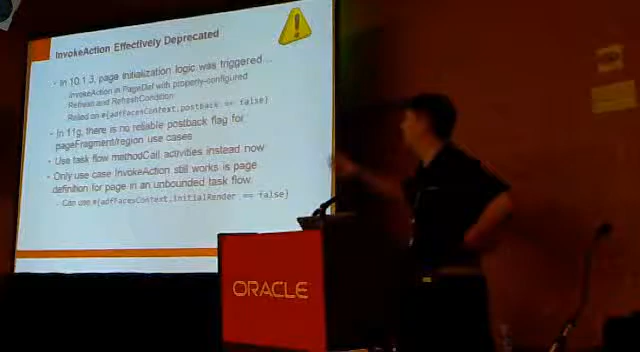 InvokeAction Effectively Deprecated
- In 10.1.3, page initialization logic was triggered...
InvokeAction in PageDef with properly-configured
Refresh and RefreshCondition
Relied on #{adfFacesContext.postback == false}
- In 11g, there is no reliable postback flag for
pageFragment/region use cases
- Use task flow methodCall activities instead now
- Only use case InvokeAction still works is page
definition for page in an unbounded task flow.
- Can use #{adfFacesContext.initialRender == false}
ORACLE